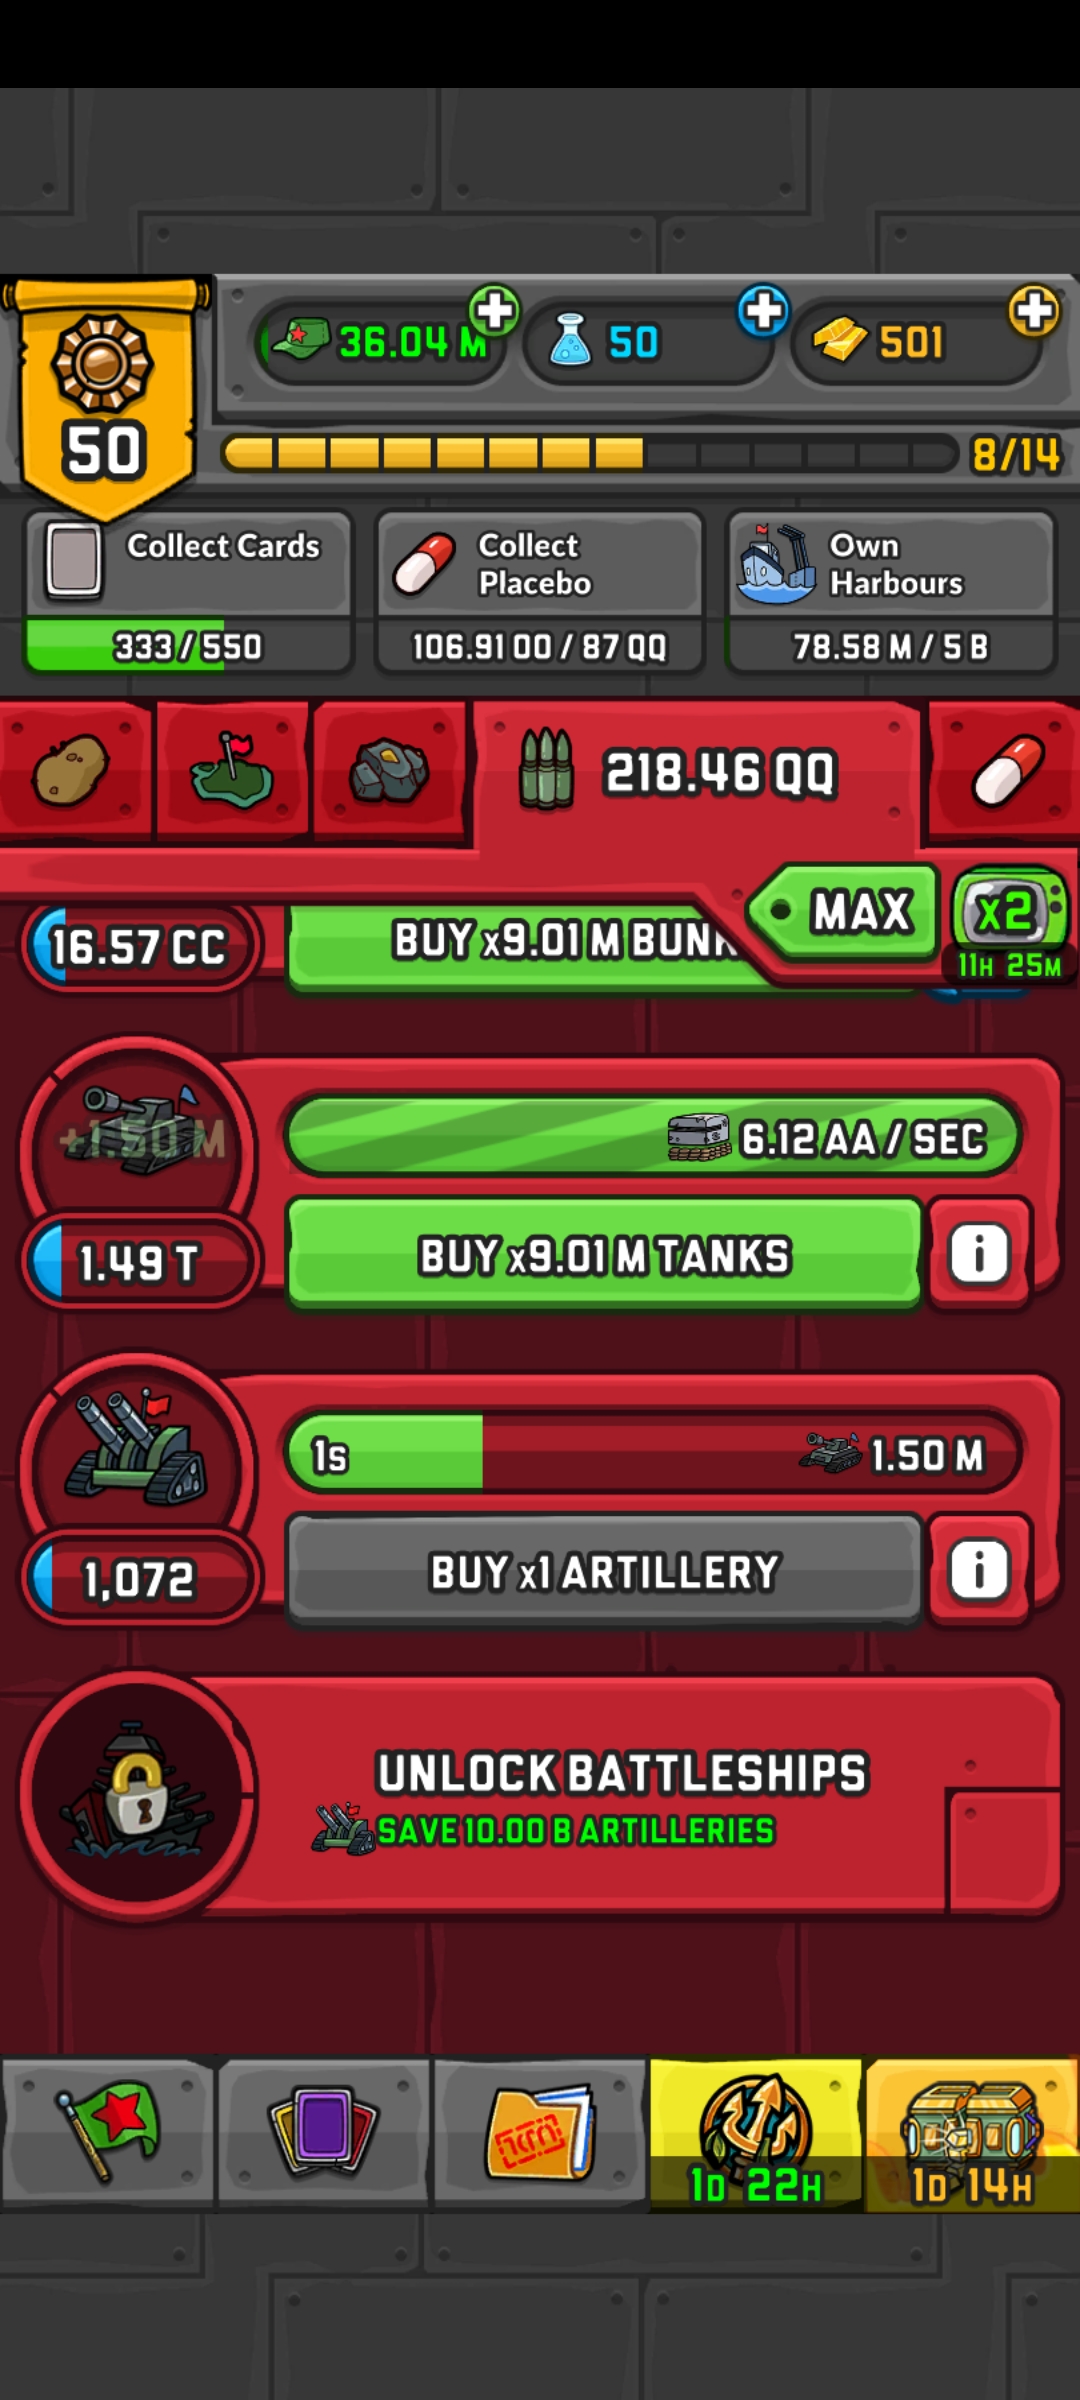 36.04 M
50
501
50
8/14
Collect Cards
333/550
Collect
Placebo
106.91 OO / 87 QQ
Own
Harbours
78.58 M / 5 B
218.46 QQ
MAX
x2
11H 25M
16.57 CC
BUY x9.01 M
+1.50 M
6.12 AA / SEC
1.49 T
BUY x9.01 M TANKS
i
1s
1.50 M
1,072
BUY x1 ARTILLERY
i
UNLOCK BATTLESHIPS
SAVE 10.00 B ARTILLERIES
1D 22H
1D 14H